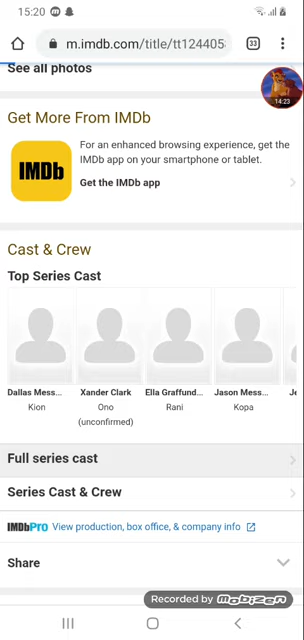 15:20
m.imdb.com/title/tt124405
33
See all photos
14:23
Get More From IMDb
IMDb
For an enhanced browsing experience, get the
IMDb app on your smartphone or tablet.
Get the IMDb app
Cast & Crew
Top Series Cast
Dallas Mess... Xander Clark Ella Graffund... Jason Mess... Je
Kion Ono Rani Kopa
(unconfirmed)
Full series cast
Series Cast & Crew
IMDbPro View production, box office, & company info
Share
Recorded by mobizen